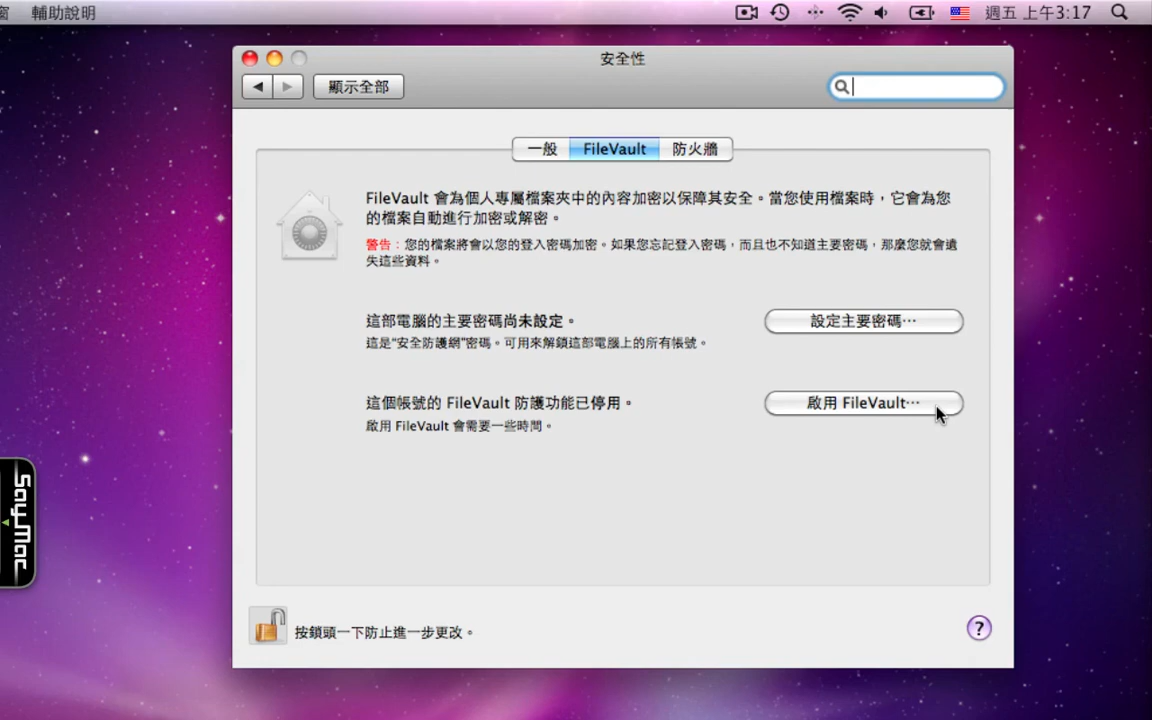 窗 輔助說明 週五 上午3:17
安全性
顯示全部
一般 FileVault 防火牆
FileVault 會為個人專屬檔案夾中的內容加密以保障其安全。當您使用檔案時，它會為您
的檔案自動進行加密或解密。
警告：您的檔案將會以您的登入密碼加密。如果您忘記登入密碼，而且也不知道主要密碼，那麼您就會遺
失這些資料。
這部電腦的主要密碼尚未設定。 設定主要密碼…
這是“安全防護網”密碼。可用來解鎖這部電腦上的所有帳號。
這個帳號的 FileVault 防護功能已停用。 啟用 FileVault…
啟用 FileVault 會需要一些時間。
Say_Mac
按鎖頭一下防止進一步更改。 ?